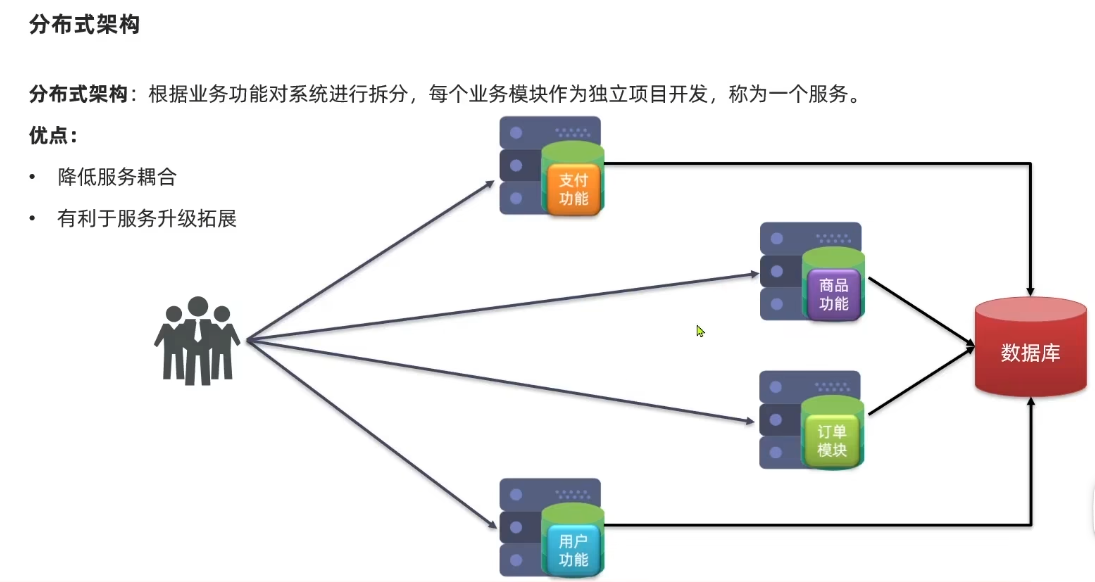 分布式架构
分布式架构：根据业务功能对系统进行拆分，每个业务模块作为独立项目开发，称为一个服务。
优点：
• 降低服务耦合
• 有利于服务升级拓展
支付
功能
商品
功能
数据库
订单
模块
用户
功能